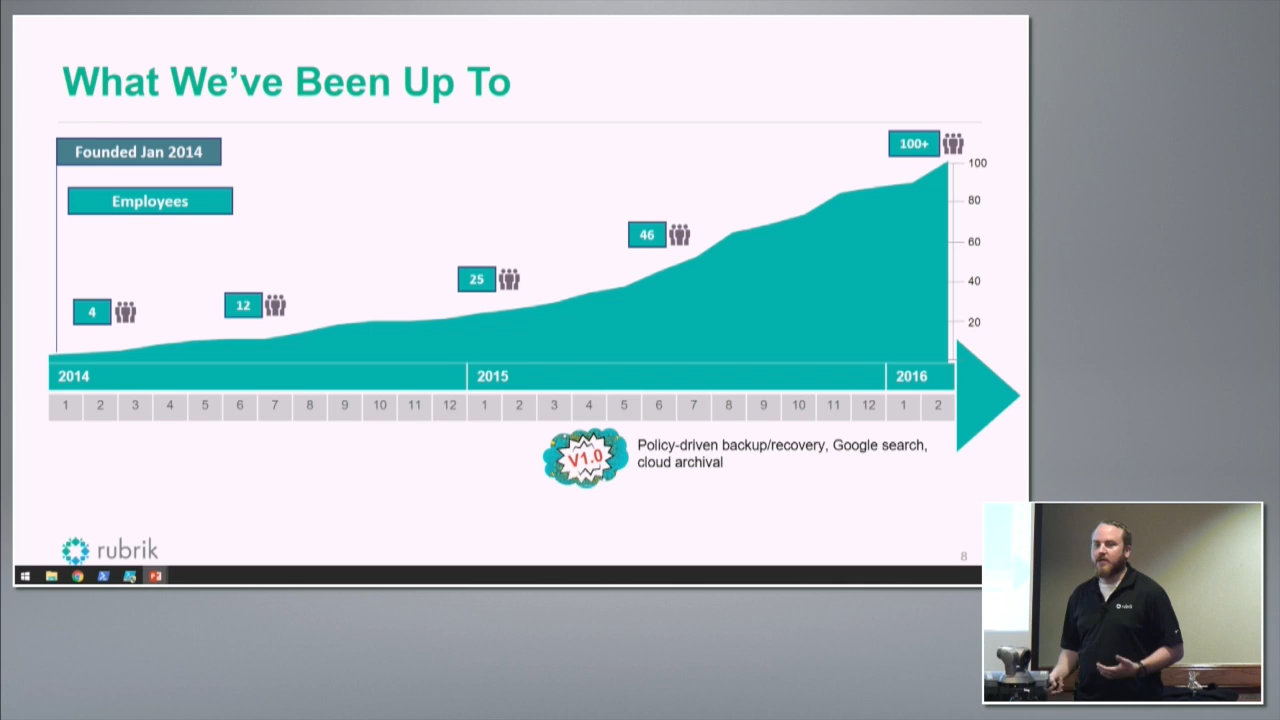 What We've Been Up To
Founded Jan 2014
100+
100
Employees
80
46
60
25
40
4
12
20
2014 2015 2016
1 2 3 4 5 6 7 8 9 10 11 12 1 2 3 4 5 6 7 8 9 10 11 12 1 2
V1.0
Policy-driven backup/recovery, Google search,
cloud archival
rubrik
8
rubrik